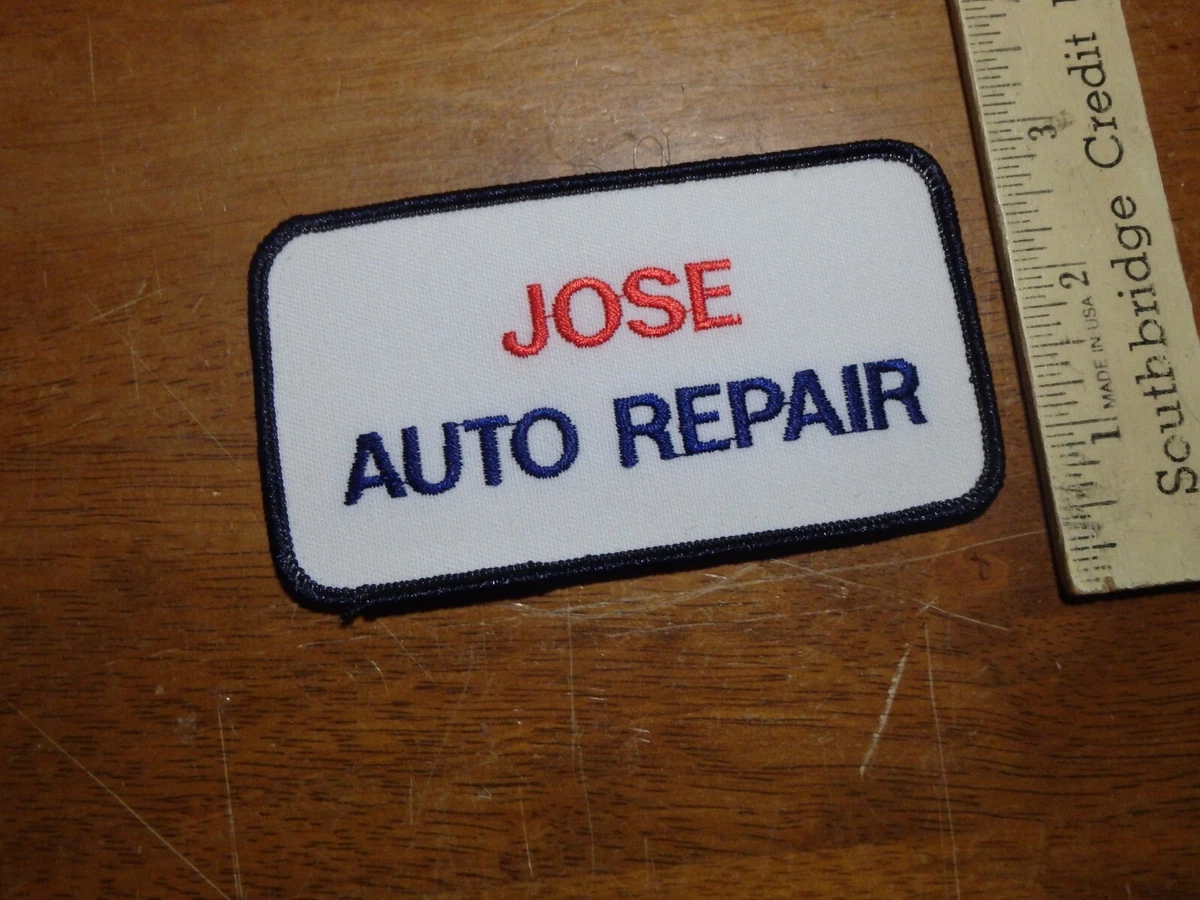 JOSE
AUTO REPAIR
Southbridge Credit
MADE IN USA
1
2
3